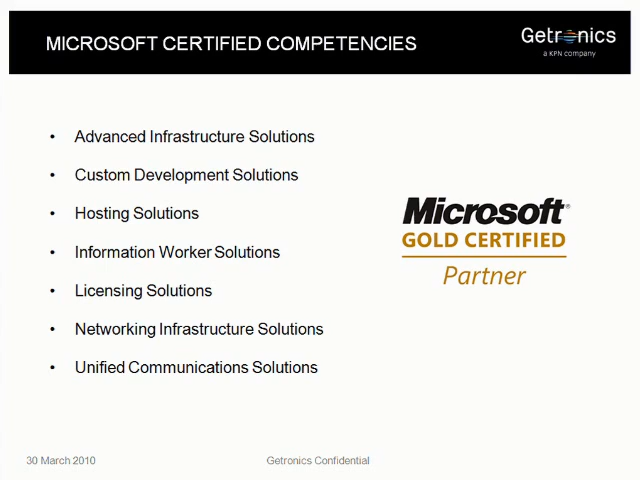 MICROSOFT CERTIFIED COMPETENCIES
Getronics
a KPN company
• Advanced Infrastructure Solutions
• Custom Development Solutions
• Hosting Solutions
• Information Worker Solutions
• Licensing Solutions
• Networking Infrastructure Solutions
• Unified Communications Solutions
Microsoft®
GOLD CERTIFIED
Partner
30 March 2010
Getronics Confidential